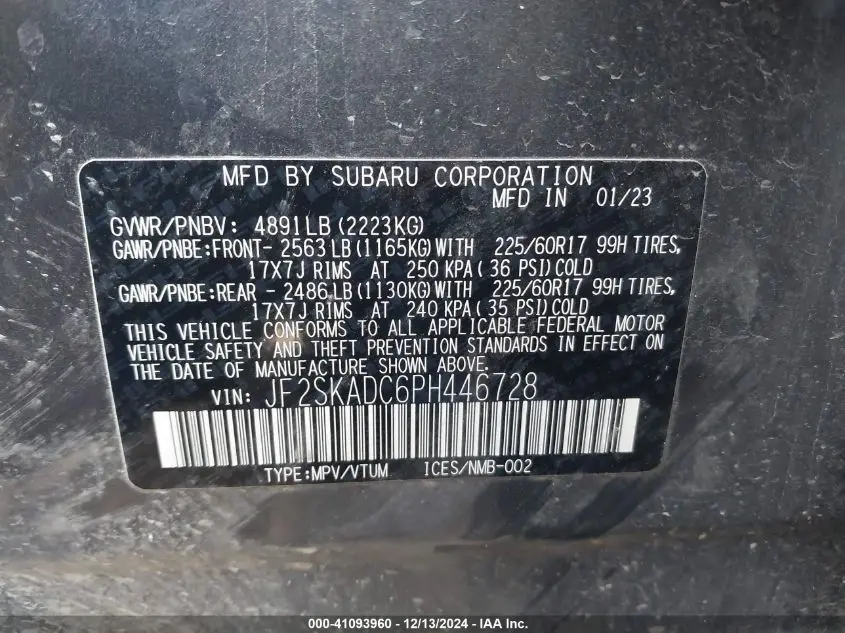 MFD BY SUBARU CORPORATION
MFD IN 01/23
GVWR/PNBV: 4891LB (2223KG)
GAWR/PNBE:FRONT- 2563 LB (1165KG) WITH 225/60R17 99H TIRES,
17X7J RIMS AT 250 KPA ( 36 PSI) COLD
GAWR/PNBE:REAR - 2486 LB (1130KG) WITH 225/60R17 99H TIRES,
17X7J RIMS AT 240 KPA ( 35 PSI) COLD
THIS VEHICLE CONFORMS TO ALL APPLICABLE FEDERAL MOTOR
VEHICLE SAFETY AND THEFT PREVENTION STANDARDS IN EFFECT ON
THE DATE OF MANUFACTURE SHOWN ABOVE.
VIN: JF2SKADC6PH446728
TYPE:MPV/VTUM ICES/NMB-002
000-41093960 - 12/13/2024 - IAA Inc.